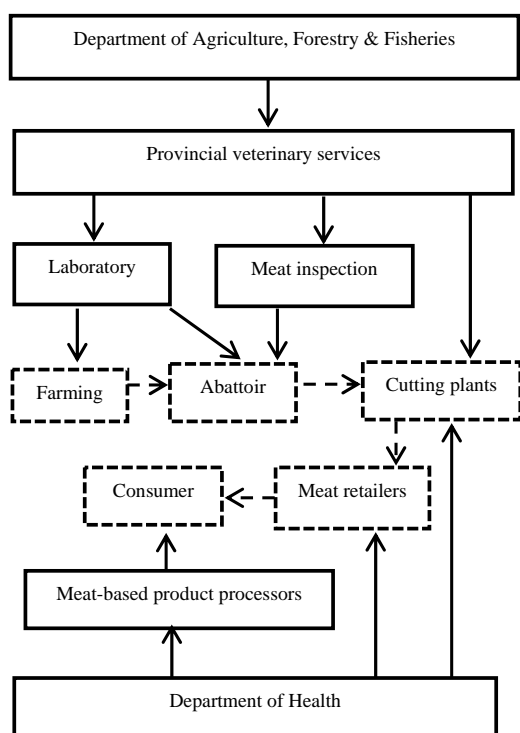 Department of Agriculture, Forestry & Fisheries
Provincial veterinary services
Laboratory
Meat inspection
Farming
Abattoir
Cutting plants
Consumer
Meat retailers
Meat-based product processors
Department of Health